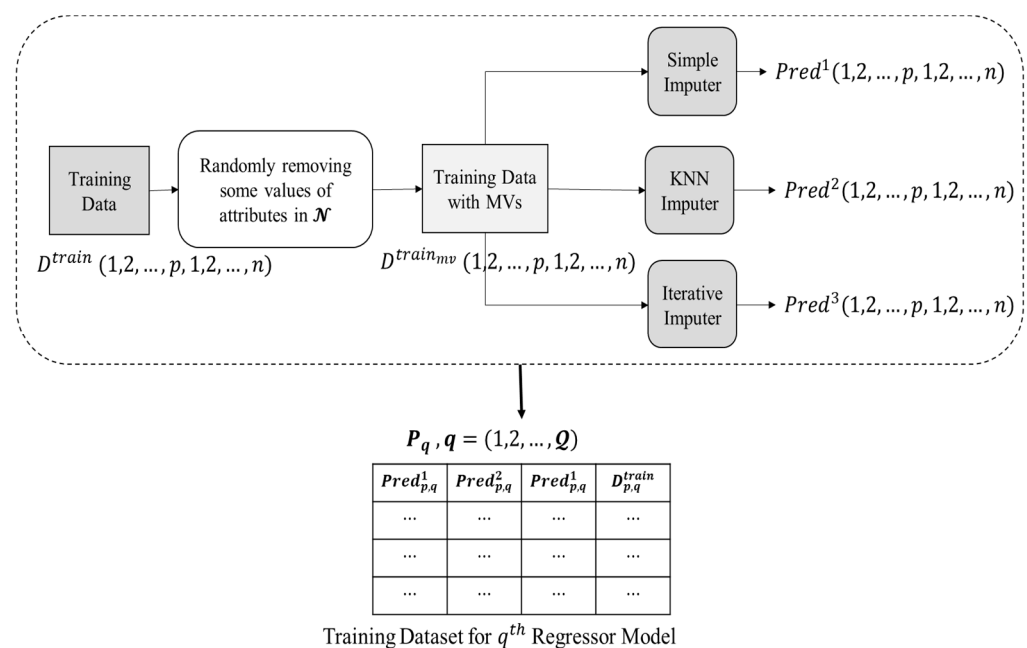 Simple
Imputer
Pred¹(1,2, …, p, 1,2, …, n)
Training
Data
Randomly removing
some values of
attributes in 𝓝
Training Data
with MVs
KNN
Imputer
Pred²(1,2, …, p, 1,2, …, n)
D^train (1,2, …, p, 1,2, …, n)
D^train_mv (1,2, …, p, 1,2, …, n)
Iterative
Imputer
Pred³(1,2, …, p, 1,2, …, n)
P_q , q = (1,2, …, 𝓠)
Pred¹_p,q Pred²_p,q Pred¹_p,q D^train_p,q
… … … …
… … … …
… … … …
Training Dataset for q^th Regressor Model